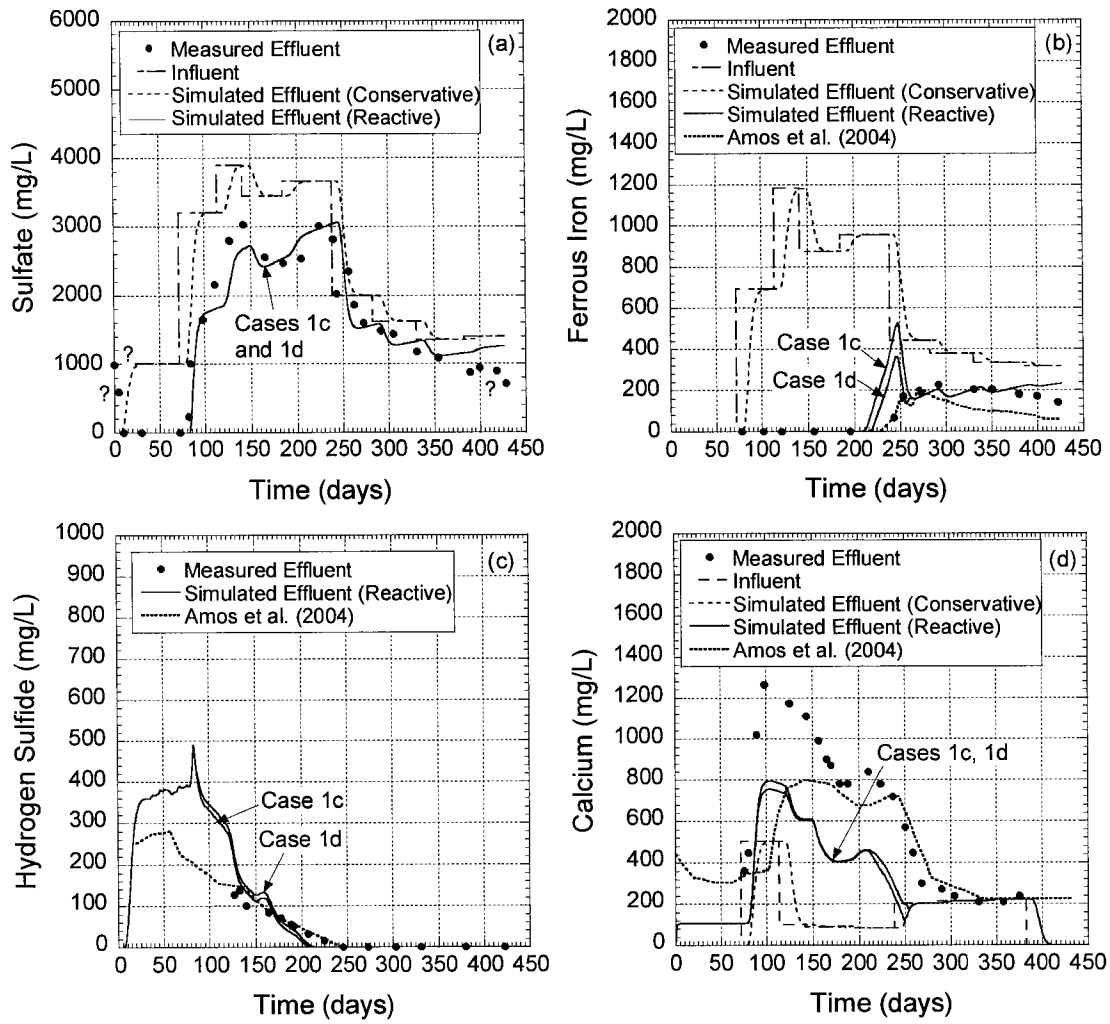 6000
(a)
Measured Effluent
Influent
Simulated Effluent (Conservative)
Simulated Effluent (Reactive)
5000
4000
3000
2000
1000
0
Sulfate (mg/L)
?
?
?
Cases 1c
and 1d
0 50 100 150 200 250 300 350 400 450
Time (days)
2000
(b)
Measured Effluent
Influent
Simulated Effluent (Conservative)
Simulated Effluent (Reactive)
Amos et al. (2004)
1800
1600
1400
1200
1000
800
600
400
200
0
Ferrous Iron (mg/L)
Case 1c
Case 1d
0 50 100 150 200 250 300 350 400 450
Time (days)
1000
(c)
Measured Effluent
Simulated Effluent (Reactive)
Amos et al. (2004)
900
800
700
600
500
400
300
200
100
0
Hydrogen Sulfide (mg/L)
Case 1c
Case 1d
0 50 100 150 200 250 300 350 400 450
Time (days)
2000
(d)
Measured Effluent
Influent
Simulated Effluent (Conservative)
Simulated Effluent (Reactive)
Amos et al. (2004)
1800
1600
1400
1200
1000
800
600
400
200
0
Calcium (mg/L)
Cases 1c, 1d
0 50 100 150 200 250 300 350 400 450
Time (days)